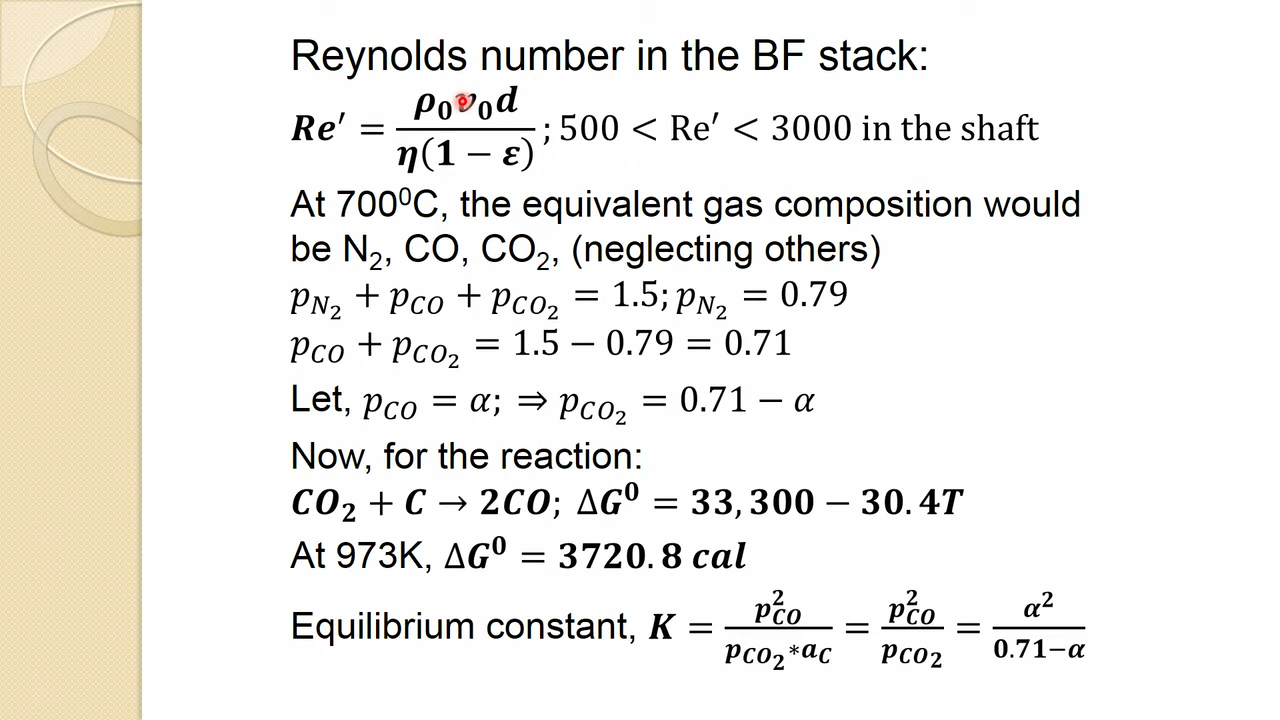 Reynolds number in the BF stack:
Re′ = ρ₀v₀d / η(1 − ε) ; 500 < Re′ < 3000 in the shaft
At 700⁰C, the equivalent gas composition would
be N₂, CO, CO₂, (neglecting others)
p_N₂ + p_CO + p_CO₂ = 1.5; p_N₂ = 0.79
p_CO + p_CO₂ = 1.5 − 0.79 = 0.71
Let, p_CO = α; ⇒ p_CO₂ = 0.71 − α
Now, for the reaction:
CO₂ + C → 2CO; ΔG⁰ = 33,300 − 30.4T
At 973K, ΔG⁰ = 3720.8 cal
Equilibrium constant, K = p²_CO / p_CO₂*a_C = p²_CO / p_CO₂ = α² / 0.71−α